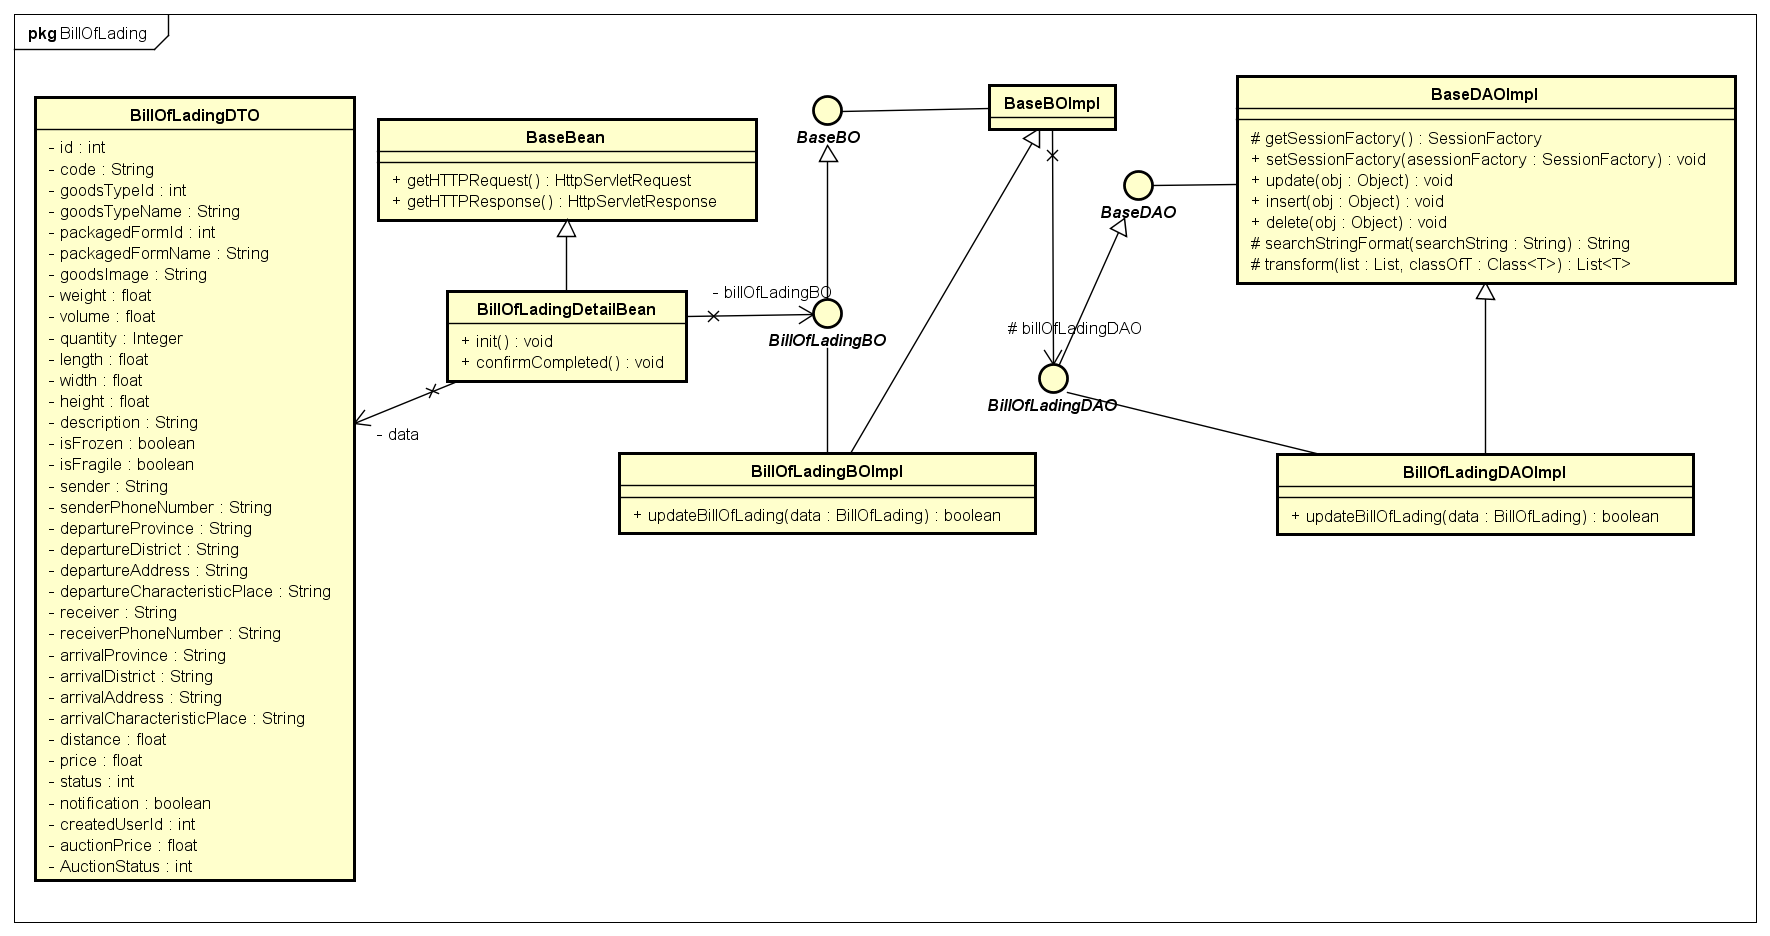 pkg BillOfLading
BillOfLadingDTO
- id : int
- code : String
- goodsTypeId : int
- goodsTypeName : String
- packagedFormId : int
- packagedFormName : String
- goodsImage : String
- weight : float
- volume : float
- quantity : Integer
- length : float
- width : float
- height : float
- description : String
- isFrozen : boolean
- isFragile : boolean
- sender : String
- senderPhoneNumber : String
- departureProvince : String
- departureDistrict : String
- departureAddress : String
- departureCharacteristicPlace : String
- receiver : String
- receiverPhoneNumber : String
- arrivalProvince : String
- arrivalDistrict : String
- arrivalAddress : String
- arrivalCharacteristicPlace : String
- distance : float
- price : float
- status : int
- notification : boolean
- createdUserId : int
- auctionPrice : float
- AuctionStatus : int
BaseBean
+ getHTTPRequest() : HttpServletRequest
+ getHTTPResponse() : HttpServletResponse
BillOfLadingDetailBean
+ init() : void
+ confirmCompleted() : void
- data
- billOfLadingBO
BaseBO
BillOfLadingBO
BaseBOImpl
BaseDAO
# billOfLadingDAO
BillOfLadingDAO
BaseDAOImpl
# getSessionFactory() : SessionFactory
+ setSessionFactory(asessionFactory : SessionFactory) : void
+ update(obj : Object) : void
+ insert(obj : Object) : void
+ delete(obj : Object) : void
# searchStringFormat(searchString : String) : String
# transform(list : List, classOfT : Class<T>) : List<T>
BillOfLadingBOImpl
+ updateBillOfLading(data : BillOfLading) : boolean
BillOfLadingDAOImpl
+ updateBillOfLading(data : BillOfLading) : boolean